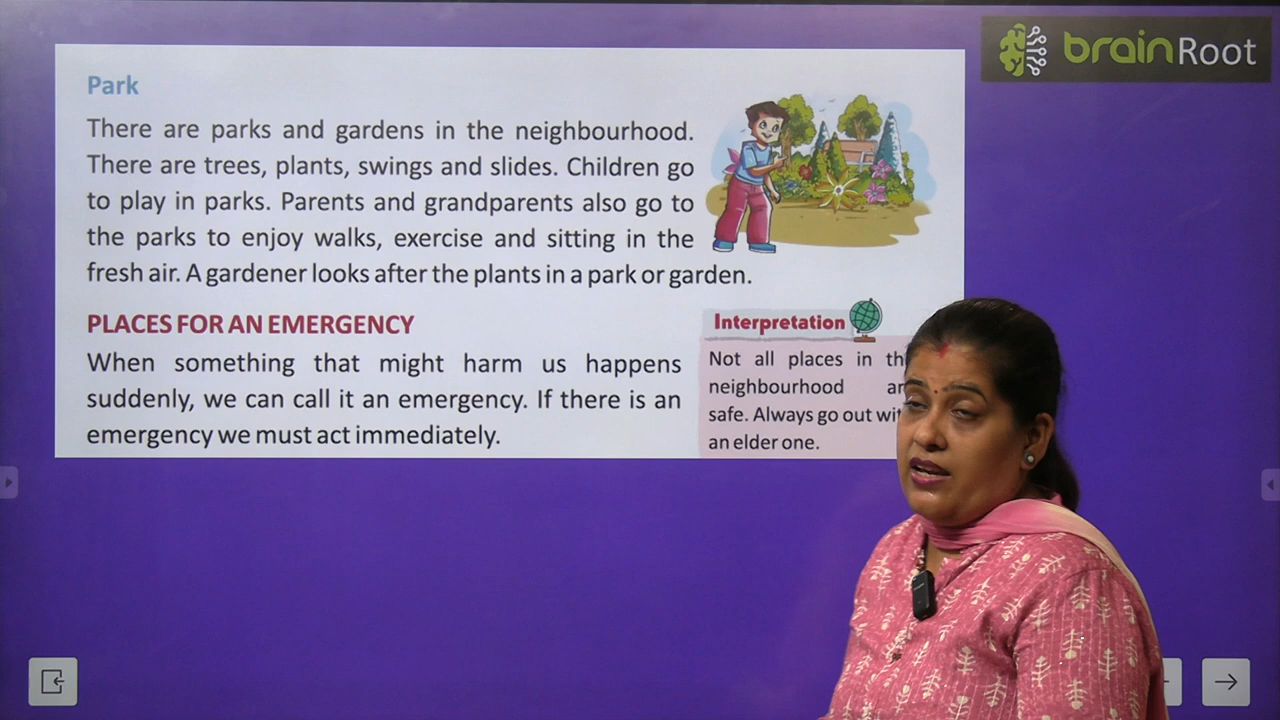 brainRoot
Park
There are parks and gardens in the neighbourhood.
There are trees, plants, swings and slides. Children go
to play in parks. Parents and grandparents also go to
the parks to enjoy walks, exercise and sitting in the
fresh air. A gardener looks after the plants in a park or garden.
PLACES FOR AN EMERGENCY
When something that might harm us happens
suddenly, we can call it an emergency. If there is an
emergency we must act immediately.
Interpretation
Not all places in
neighbourhood
safe. Always go out
an elder one.